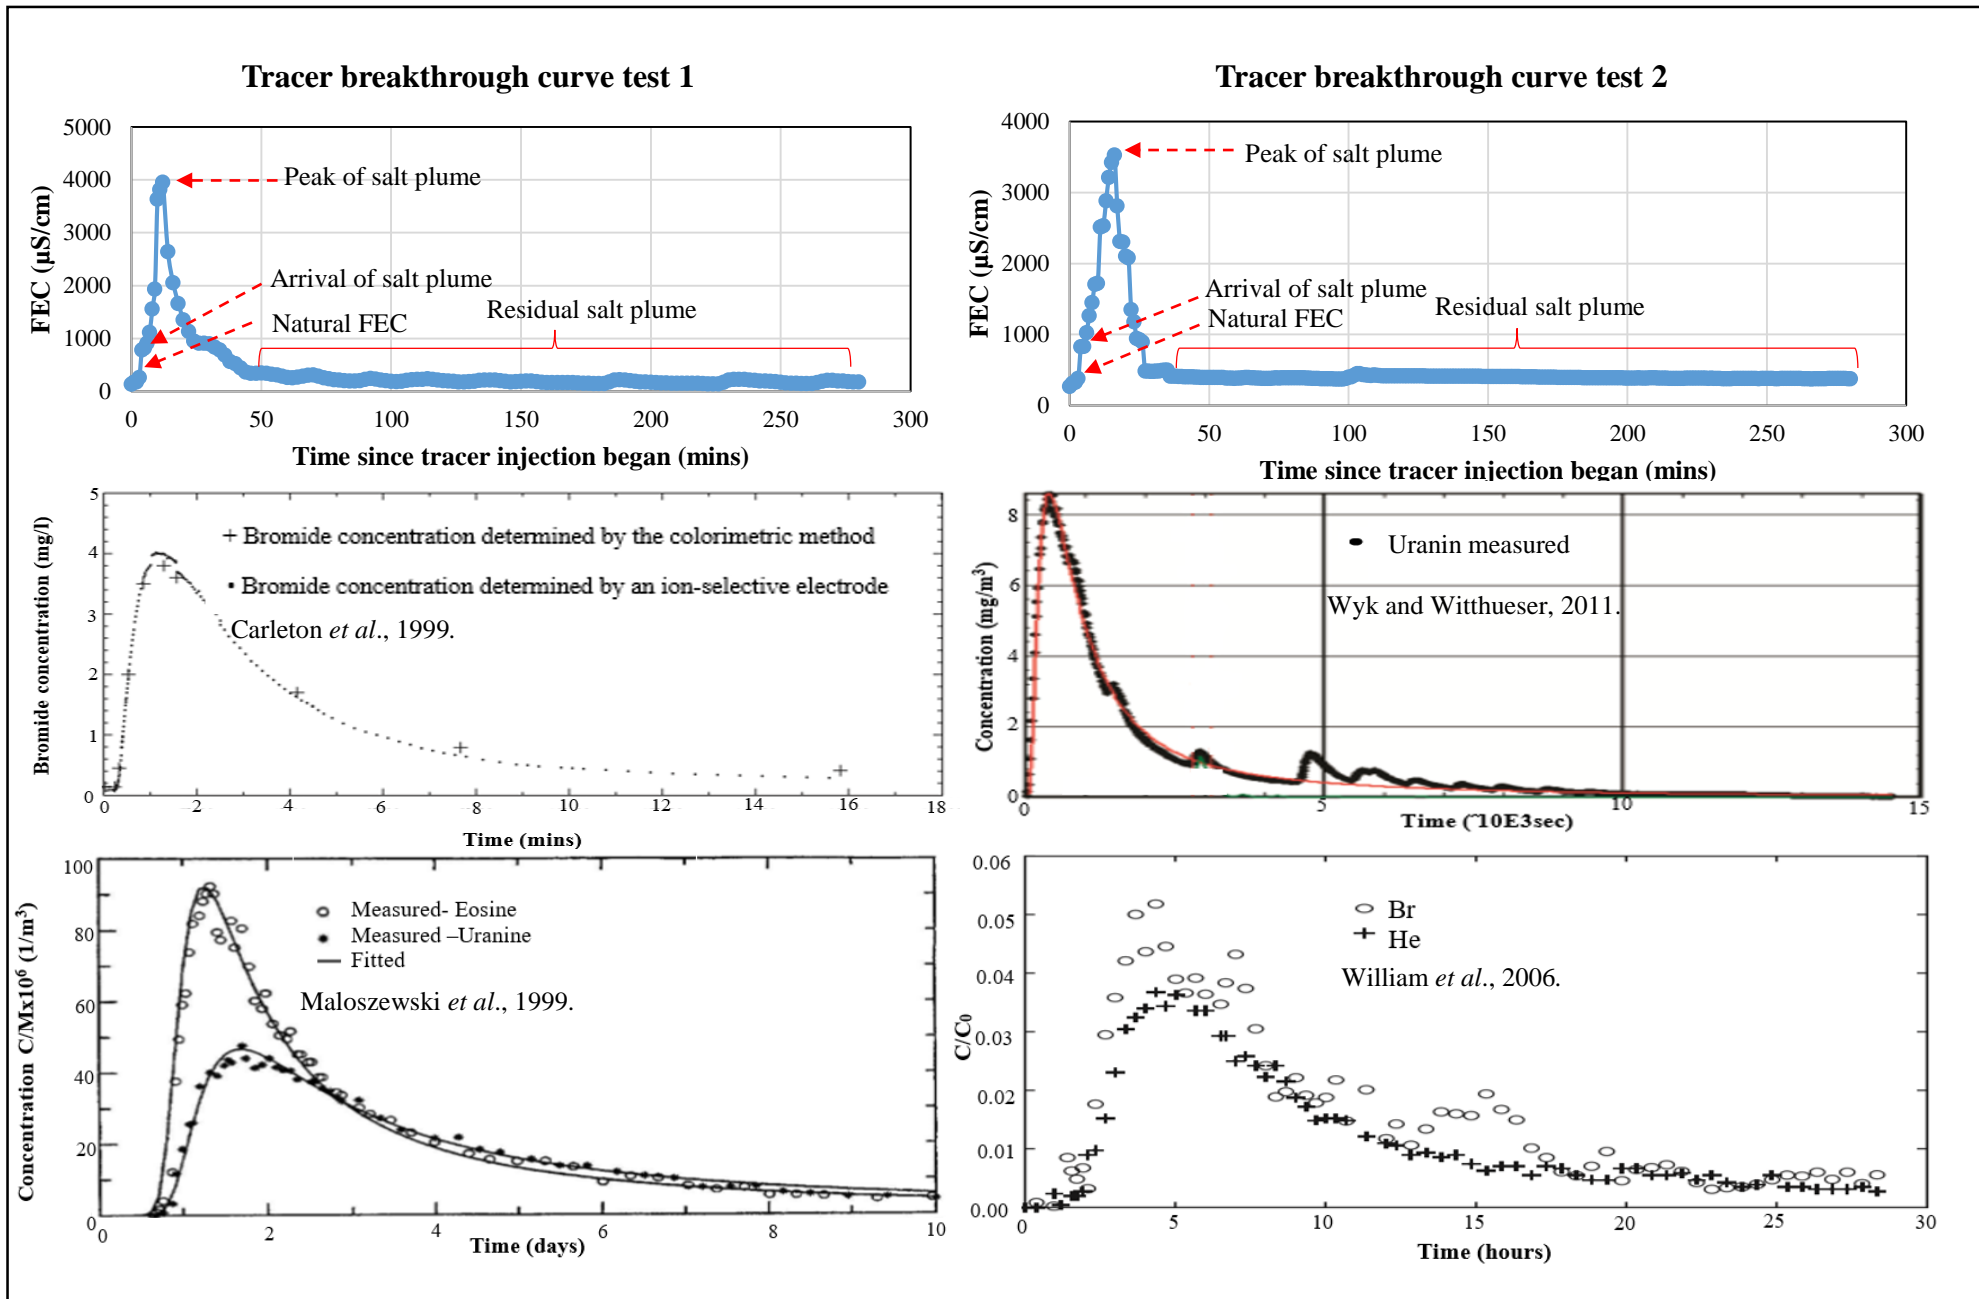 Tracer breakthrough curve test 1
5000
4000
3000
2000
1000
0
FEC (µS/cm)
Peak of salt plume
Arrival of salt plume
Natural FEC
Residual salt plume
0 50 100 150 200 250 300
Time since tracer injection began (mins)
Tracer breakthrough curve test 2
4000
3000
2000
1000
0
FEC (µS/cm)
Peak of salt plume
Arrival of salt plume
Natural FEC
Residual salt plume
0 50 100 150 200 250 300
Time since tracer injection began (mins)
5
4
3
2
1
0
Bromide concentration (mg/l)
+ Bromide concentration determined by the colorimetric method
Bromide concentration determined by an ion-selective electrode
Carleton et al., 1999.
0 2 4 6 8 10 12 14 16 18
Time (mins)
8
6
4
2
0
Concentration (mg/m³)
Uranin measured
Wyk and Witthueser, 2011.
0 5 10 15
Time (~10E3sec)
100
80
60
40
20
0
Concentration C/Mx10⁶ (1/m³)
Measured- Eosine
Measured –Uranine
Fitted
Maloszewski et al., 1999.
0 2 4 6 8 10
Time (days)
0.06
0.05
0.04
0.03
0.02
0.01
0.00
C/C₀
Br
He
William et al., 2006.
0 5 10 15 20 25 30
Time (hours)